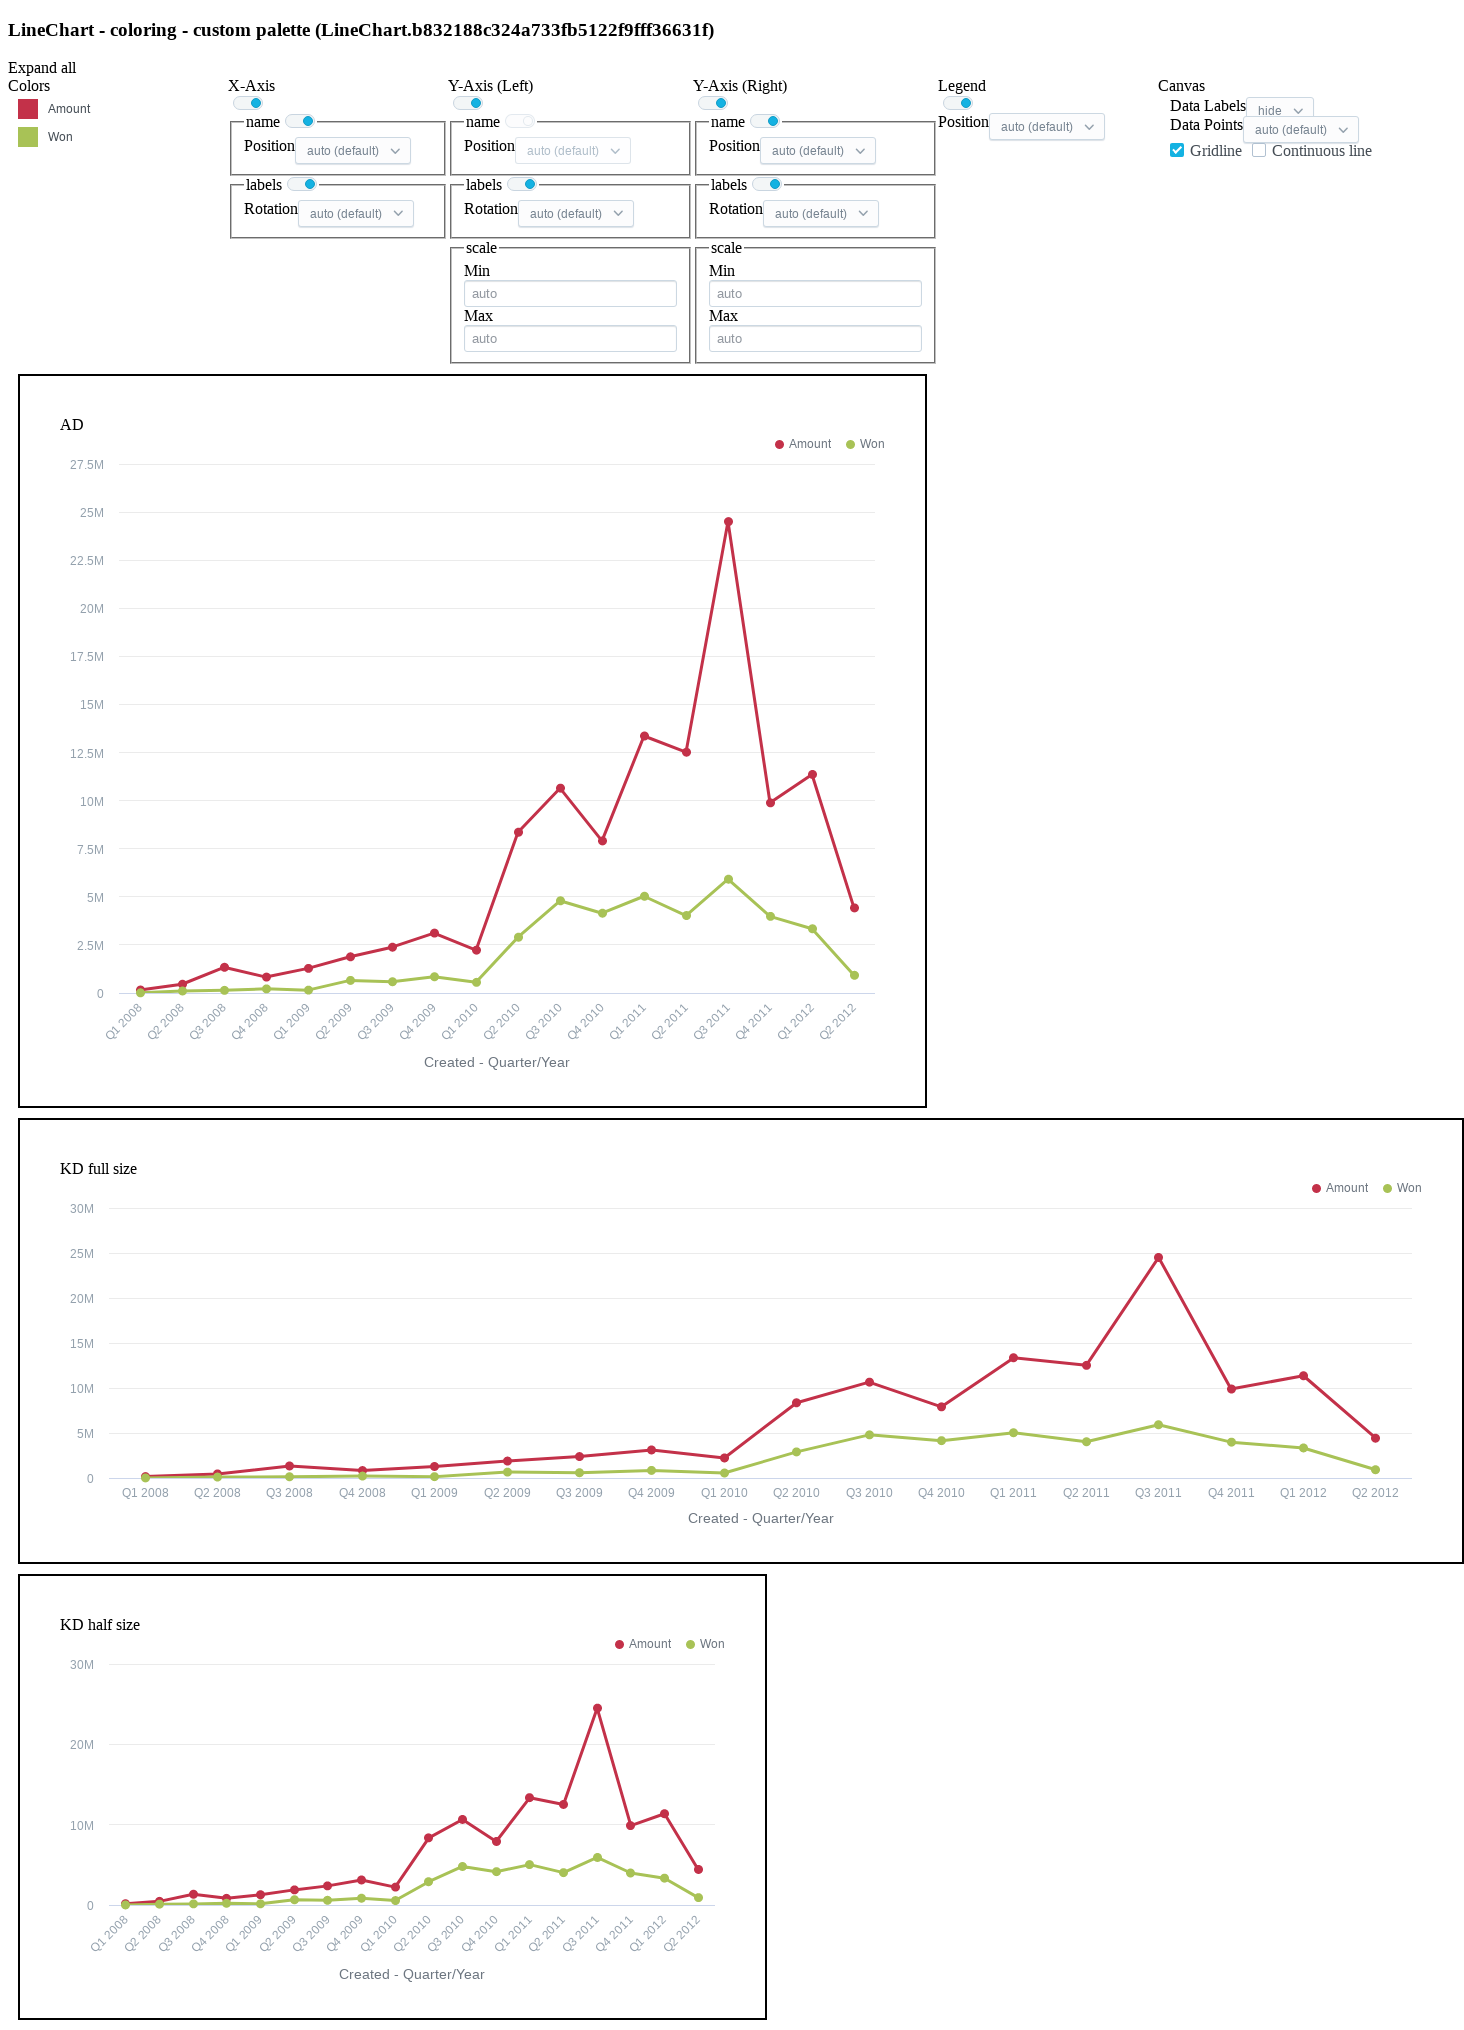 LineChart - coloring - custom palette (LineChart.b832188c324a733fb5122f9fff36631f)
Expand all
Colors
Amount
Won
X-Axis
name
Position auto (default)
labels
Rotation auto (default)
Y-Axis (Left)
name
Position auto (default)
labels
Rotation auto (default)
scale
Min
auto
Max
auto
Y-Axis (Right)
name
Position auto (default)
labels
Rotation auto (default)
scale
Min
auto
Max
auto
Legend
Position auto (default)
Canvas
Data Labels hide
Data Points auto (default)
Gridline Continuous line
AD
Amount Won
27.5M
25M
22.5M
20M
17.5M
15M
12.5M
10M
7.5M
5M
2.5M
0
Q1 2008 Q2 2008 Q3 2008 Q4 2008 Q1 2009 Q2 2009 Q3 2009 Q4 2009 Q1 2010 Q2 2010 Q3 2010 Q4 2010 Q1 2011 Q2 2011 Q3 2011 Q4 2011 Q1 2012 Q2 2012
Created - Quarter/Year
KD full size
Amount Won
30M
25M
20M
15M
10M
5M
0
Q1 2008 Q2 2008 Q3 2008 Q4 2008 Q1 2009 Q2 2009 Q3 2009 Q4 2009 Q1 2010 Q2 2010 Q3 2010 Q4 2010 Q1 2011 Q2 2011 Q3 2011 Q4 2011 Q1 2012 Q2 2012
Created - Quarter/Year
KD half size
Amount Won
30M
20M
10M
0
Q1 2008 Q2 2008 Q3 2008 Q4 2008 Q1 2009 Q2 2009 Q3 2009 Q4 2009 Q1 2010 Q2 2010 Q3 2010 Q4 2010 Q1 2011 Q2 2011 Q3 2011 Q4 2011 Q1 2012 Q2 2012
Created - Quarter/Year